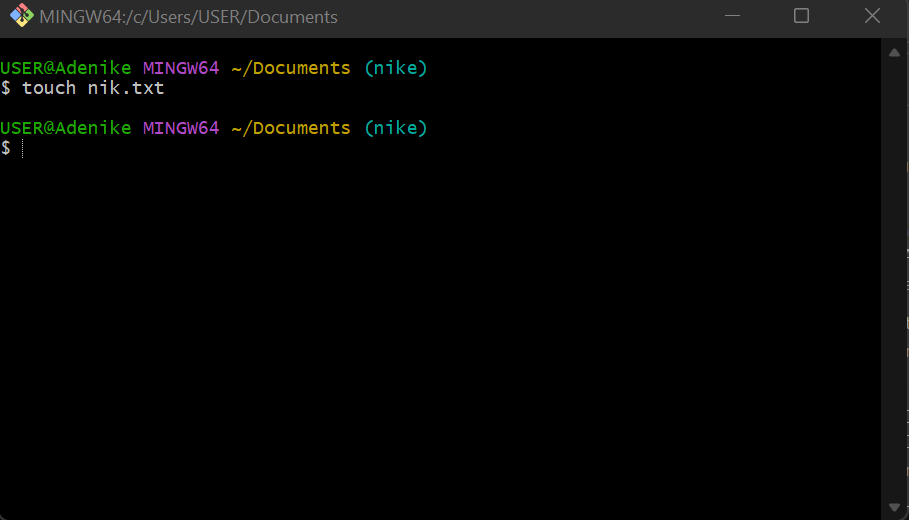 MINGW64:/c/Users/USER/Documents
USER@Adenike MINGW64 ~/Documents (nike)
$ touch nik.txt
USER@Adenike MINGW64 ~/Documents (nike)
$